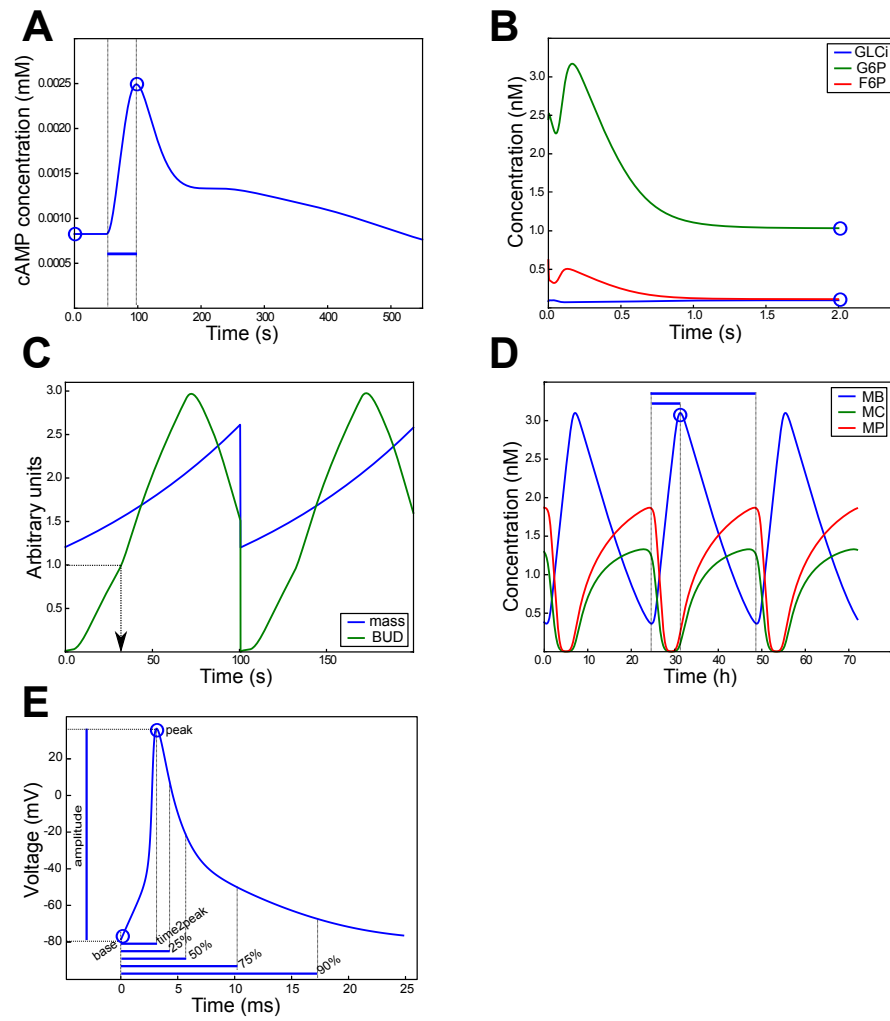 A
cAMP concentration (mM)
0.0025
0.0020
0.0015
0.0010
0.0005
0.0
100
200
300
400
500
Time (s)
B
Concentration (nM)
3.0
2.5
2.0
1.5
1.0
0.5
0.0
0.5
1.0
1.5
2.0
Time (s)
GLCi
G6P
F6P
C
Arbitrary units
3.0
2.5
2.0
1.5
1.0
0.5
0.0
50
100
150
Time (s)
mass
BUD
D
Concentration (nM)
3.0
2.5
2.0
1.5
1.0
0.5
0.0
10
20
30
40
50
60
70
Time (h)
MB
MC
MP
E
Voltage (mV)
20
0
-20
-40
-60
-80
amplitude
peak
base
time2peak
25%
50%
75%
90%
0
5
10
15
20
25
Time (ms)